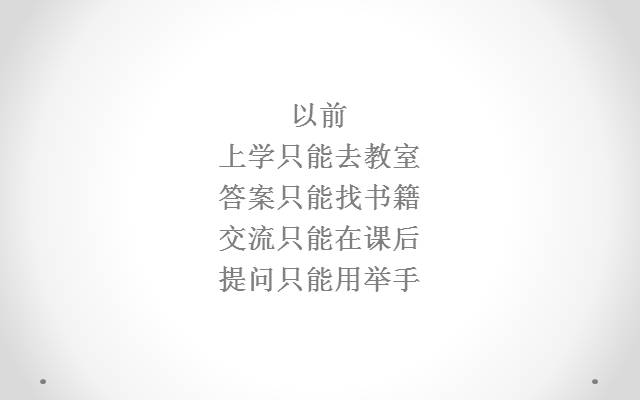 以前
上学只能去教室
答案只能找书籍
交流只能在课后
提问只能用举手